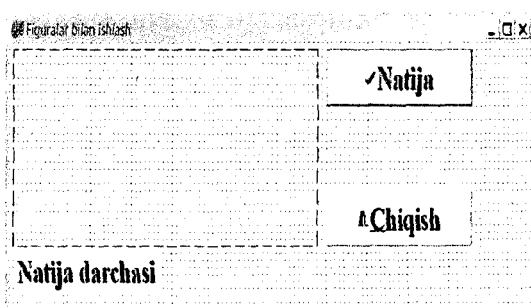 Figuralar bilan ishlash
Natija
Chiqish
Natija darchasi